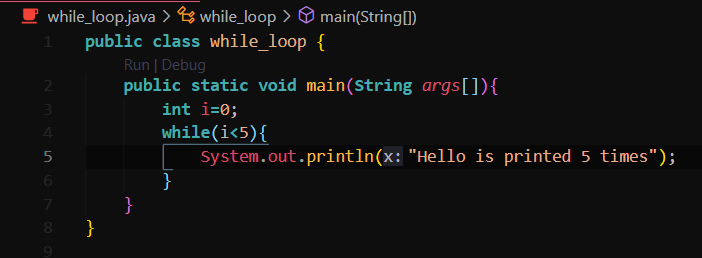 while_loop.java > while_loop > main(String[])
1 public class while_loop {
Run | Debug
2 public static void main(String args[]){
3 int i=0;
4 while(i<5){
5 System.out.println(x: "Hello is printed 5 times");
6 }
7 }
8 }
9